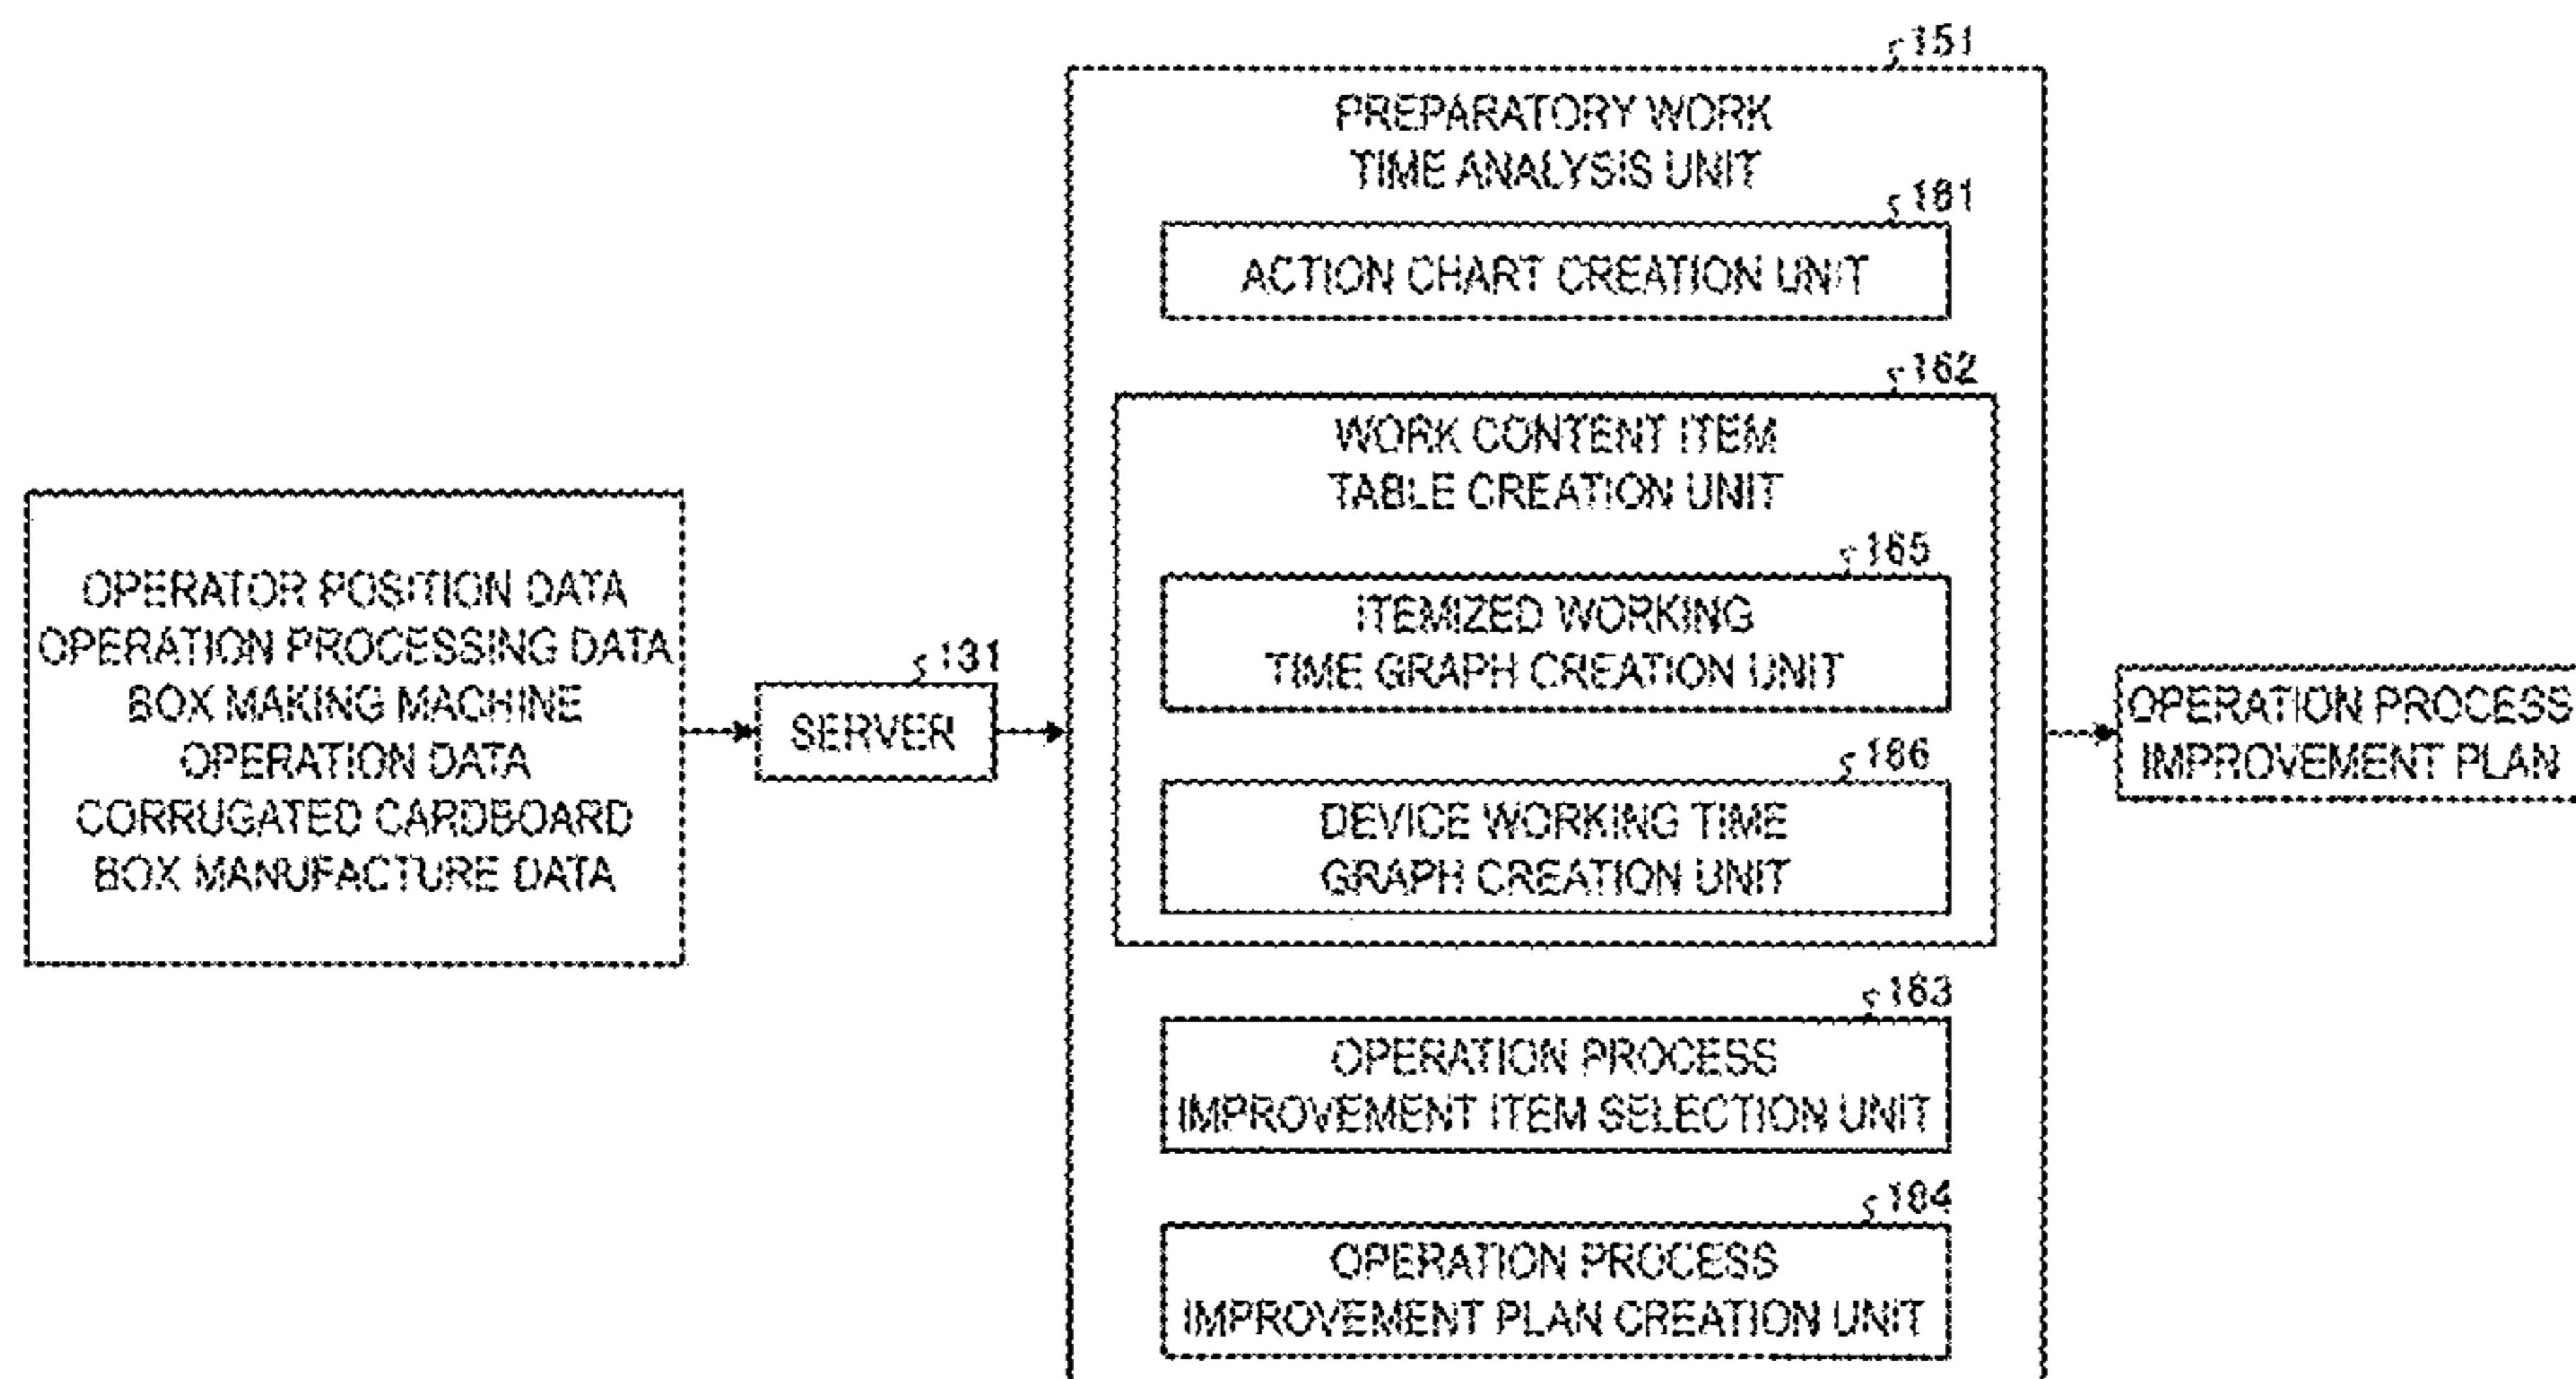 151
PREPARATORY WORK
TIME ANALYSIS UNIT
161
ACTION CHART CREATION UNIT
162
WORK CONTENT ITEM
TABLE CREATION UNIT
165
ITEMIZED WORKING
TIME GRAPH CREATION UNIT
166
DEVICE WORKING TIME
GRAPH CREATION UNIT
163
OPERATION PROCESS
IMPROVEMENT ITEM SELECTION UNIT
164
OPERATION PROCESS
IMPROVEMENT PLAN CREATION UNIT
OPERATOR POSITION DATA
OPERATION PROCESSING DATA
BOX MAKING MACHINE
OPERATION DATA
CORRUGATED CARDBOARD
BOX MANUFACTURE DATA
131
SERVER
OPERATION PROCESS
IMPROVEMENT PLAN